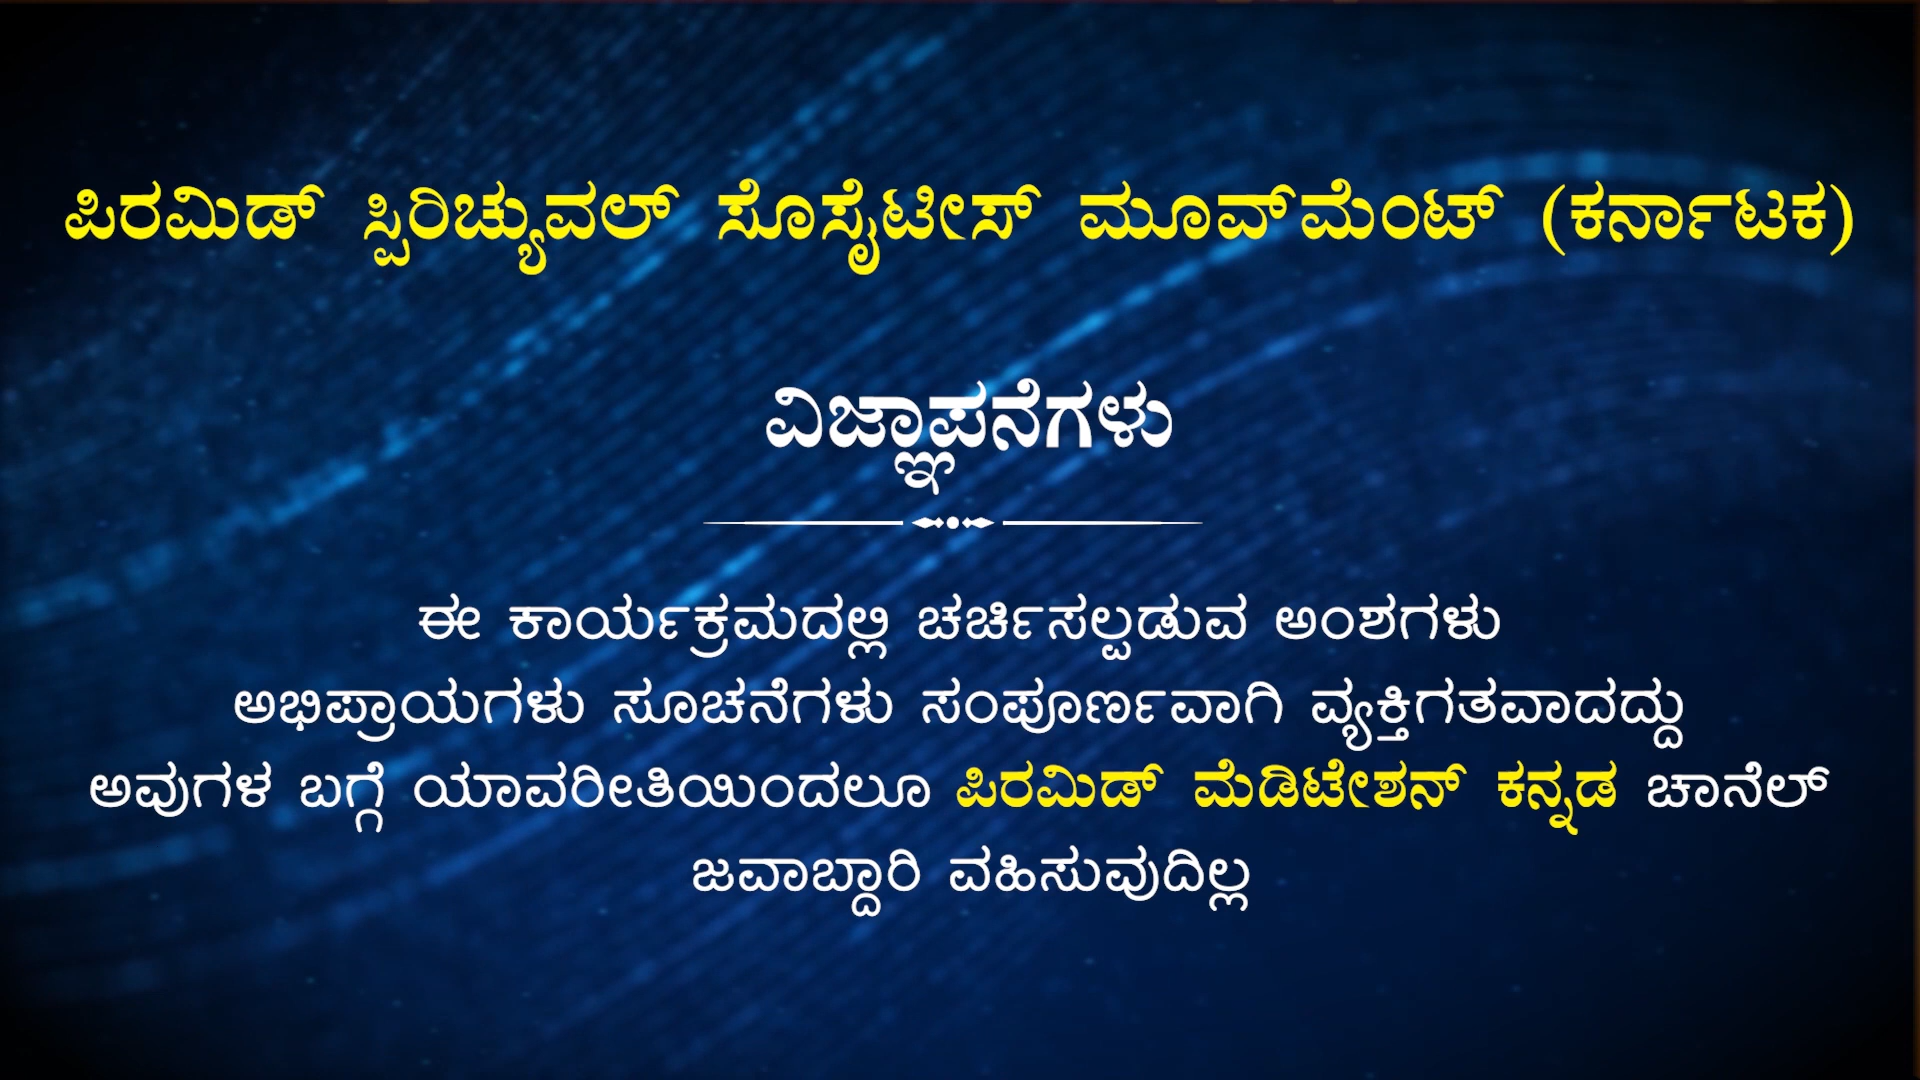 ಪಿರಮಿಡ್ ಸ್ಪಿರಿಚ್ಯುವಲ್ ಸೊಸೈಟೀಸ್ ಮೂವ್‌ಮೆಂಟ್ (ಕರ್ನಾಟಕ)
ವಿಜ್ಞಾಪನೆಗಳು
ಈ ಕಾರ್ಯಕ್ರಮದಲ್ಲಿ ಚರ್ಚಿಸಲ್ಪಡುವ ಅಂಶಗಳು
ಅಭಿಪ್ರಾಯಗಳು ಸೂಚನೆಗಳು ಸಂಪೂರ್ಣವಾಗಿ ವ್ಯಕ್ತಿಗತವಾದದ್ದು
ಅವುಗಳ ಬಗ್ಗೆ ಯಾವರೀತಿಯಿಂದಲೂ ಪಿರಮಿಡ್ ಮೆಡಿಟೇಶನ್ ಕನ್ನಡ ಚಾನೆಲ್
ಜವಾಬ್ದಾರಿ ವಹಿಸುವುದಿಲ್ಲ